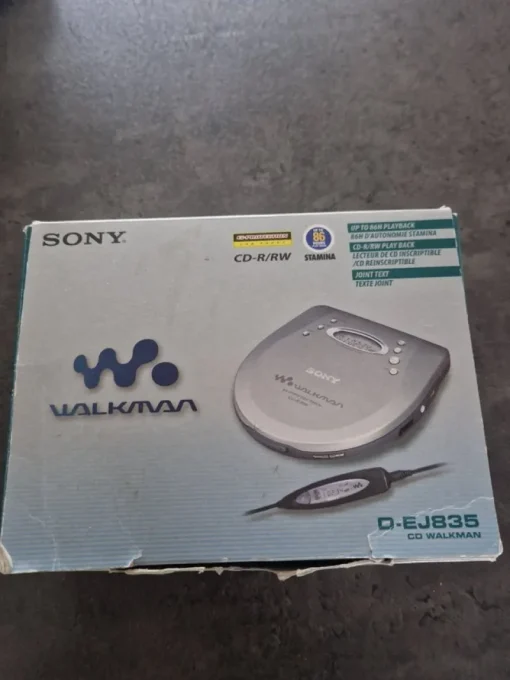 SONY
CD-R/RW
86
STAMINA
UP TO 86H PLAYBACK
86H D'AUTONOMIE STAMINA
CD-R/RW PLAY BACK
LECTEUR DE CD INSCRIPTIBLE
/CD REINSCRIPTIBLE
JOINT TEXT
TEXTE JOINT
SONY
WALKMAN
WALKMAN
D-EJ835
CD WALKMAN